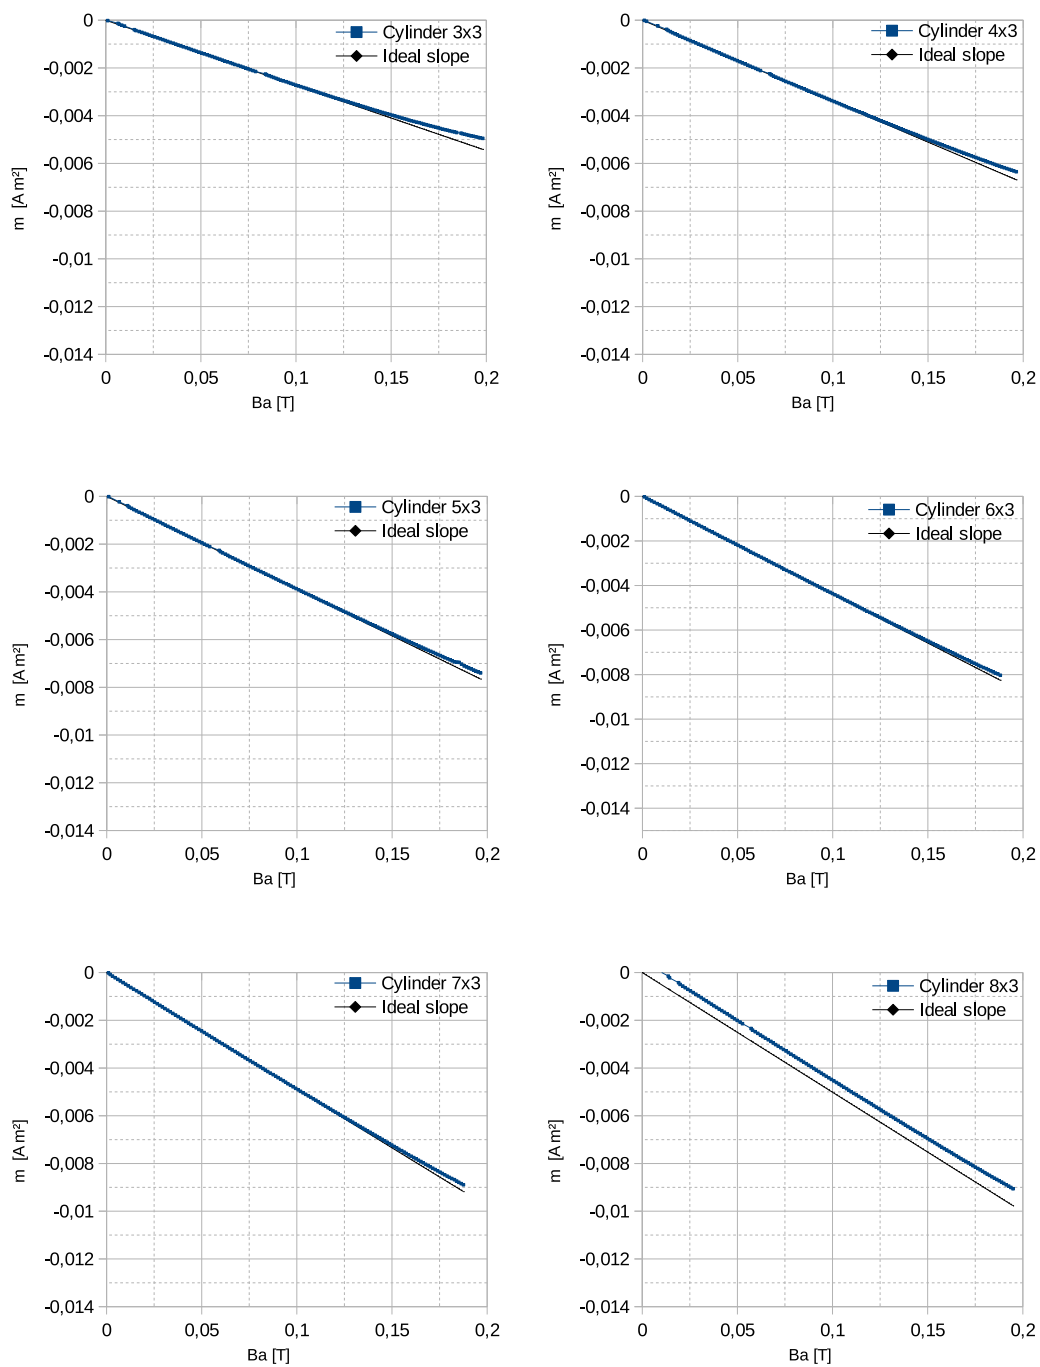 Cylinder 3x3
Ideal slope
m [A m²]
0
-0,002
-0,004
-0,006
-0,008
-0,01
-0,012
-0,014
0 0,05 0,1 0,15 0,2
Ba [T]
Cylinder 4x3
Ideal slope
m [A m²]
0
-0,002
-0,004
-0,006
-0,008
-0,01
-0,012
-0,014
0 0,05 0,1 0,15 0,2
Ba [T]
Cylinder 5x3
Ideal slope
m [A m²]
0
-0,002
-0,004
-0,006
-0,008
-0,01
-0,012
-0,014
0 0,05 0,1 0,15 0,2
Ba [T]
Cylinder 6x3
Ideal slope
m [A m²]
0
-0,002
-0,004
-0,006
-0,008
-0,01
-0,012
-0,014
0 0,05 0,1 0,15 0,2
Ba [T]
Cylinder 7x3
Ideal slope
m [A m²]
0
-0,002
-0,004
-0,006
-0,008
-0,01
-0,012
-0,014
0 0,05 0,1 0,15 0,2
Ba [T]
Cylinder 8x3
Ideal slope
m [A m²]
0
-0,002
-0,004
-0,006
-0,008
-0,01
-0,012
-0,014
0 0,05 0,1 0,15 0,2
Ba [T]